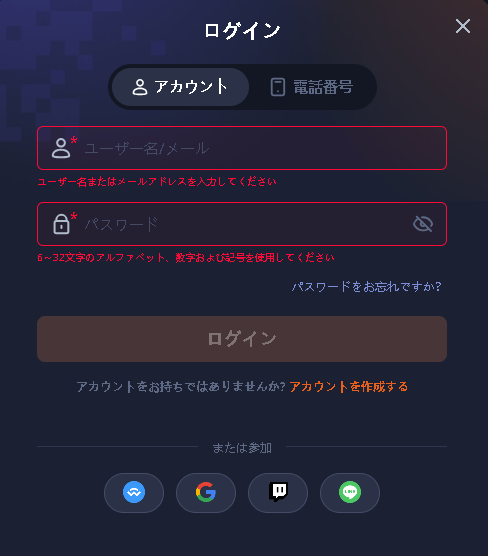 ログイン
アカウント
電話番号
* ユーザー名/メール
ユーザー名またはメールアドレスを入力してください
* パスワード
6～32文字のアルファベット、数字および記号を使用してください
パスワードをお忘れですか?
ログイン
アカウントをお持ちではありませんか? アカウントを作成する
または参加
LINE